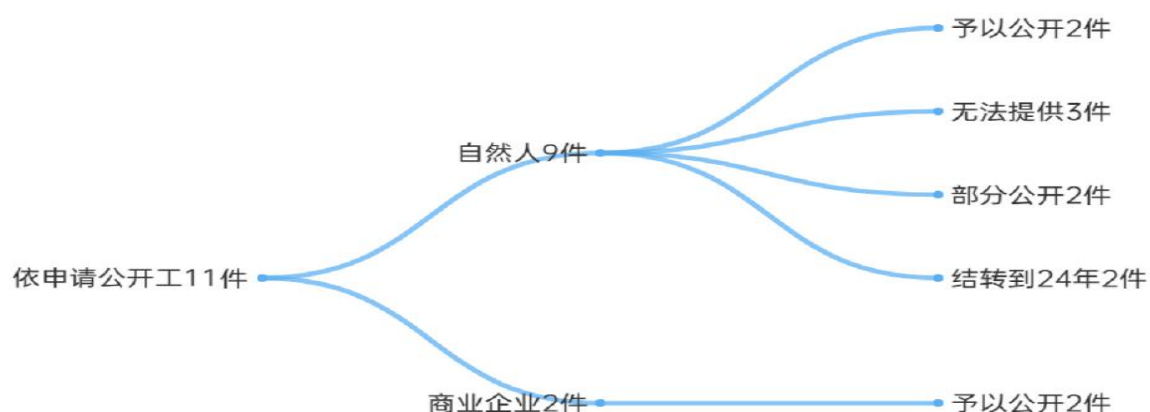 予以公开2件
无法提供3件
自然人9件
部分公开2件
依申请公开工11件
结转到24年2件
商业企业2件
予以公开2件